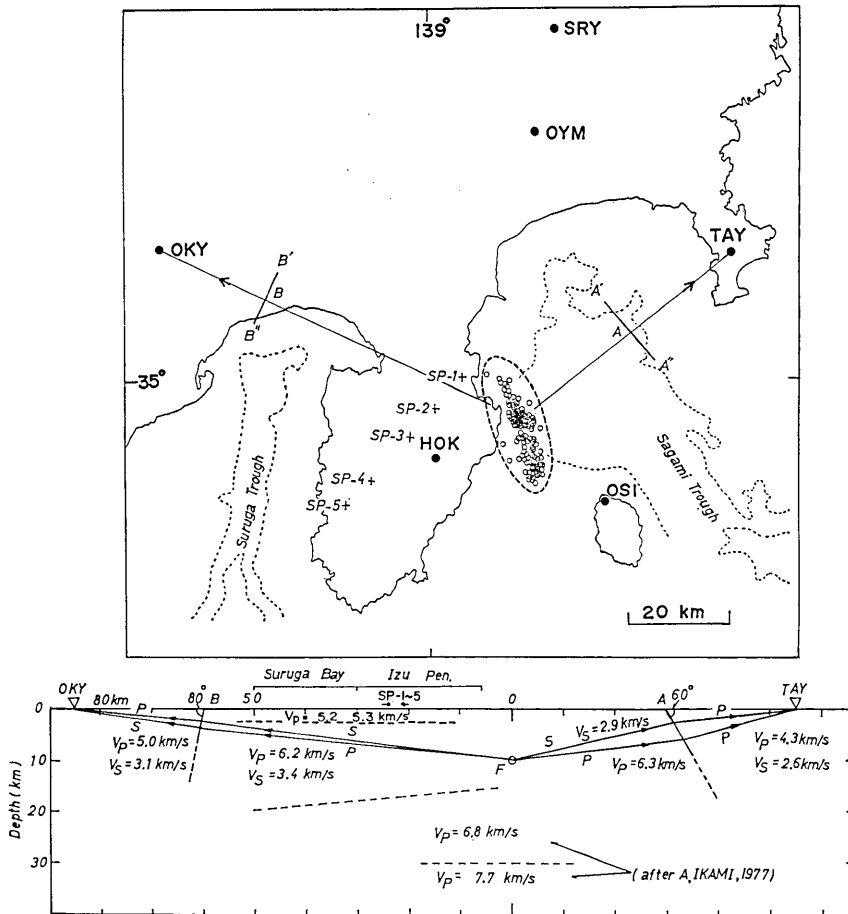 139°
SRY
OYM
OKY
TAY
B'
B
B"
A'
A
A"
35°
SP-1+
SP-2+
SP-3+
HOK
SP-4+
SP-5+
OSI
Suruga Trough
Sagami Trough
20 km
Suruga Bay Izu Pen.
OKY 80km P 80° B 50 SP-1~5 0 A 60° P TAY
0
S
Vp = 5.2 5.3 km/s
S
P
S
VS = 2.9 km/s
P
P
VP = 5.0 km/s
VS = 3.1 km/s
VP = 6.2 km/s
VS = 3.4 km/s
VP = 6.3 km/s
VP = 4.3 km/s
VS = 2.6 km/s
10
F
20
30
Depth (km)
VP = 6.8 km/s
VP = 7.7 km/s
(after A, IKAMI, 1977)